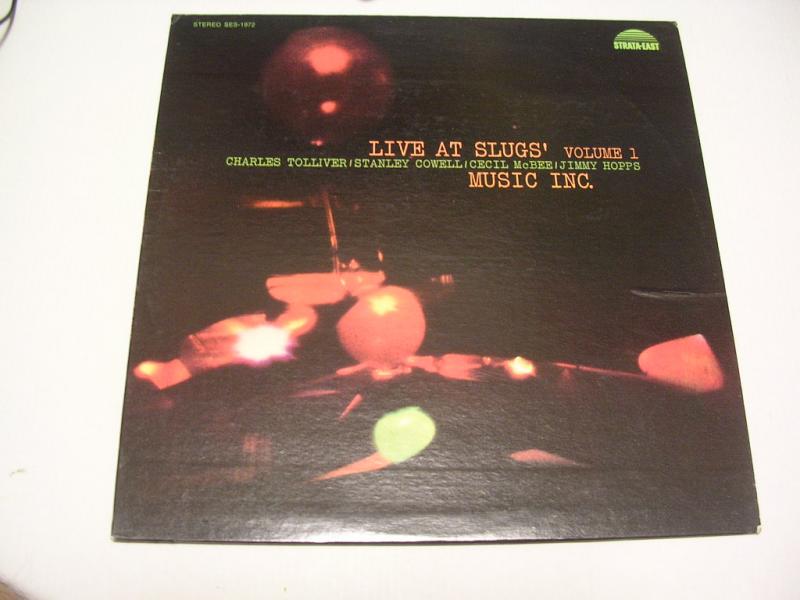 STEREO SES-1972
STRATA-EAST
LIVE AT SLUGS' VOLUME 1
CHARLES TOLLIVER/STANLEY COWELL/CECIL McBEE/JIMMY HOPPS
MUSIC INC.